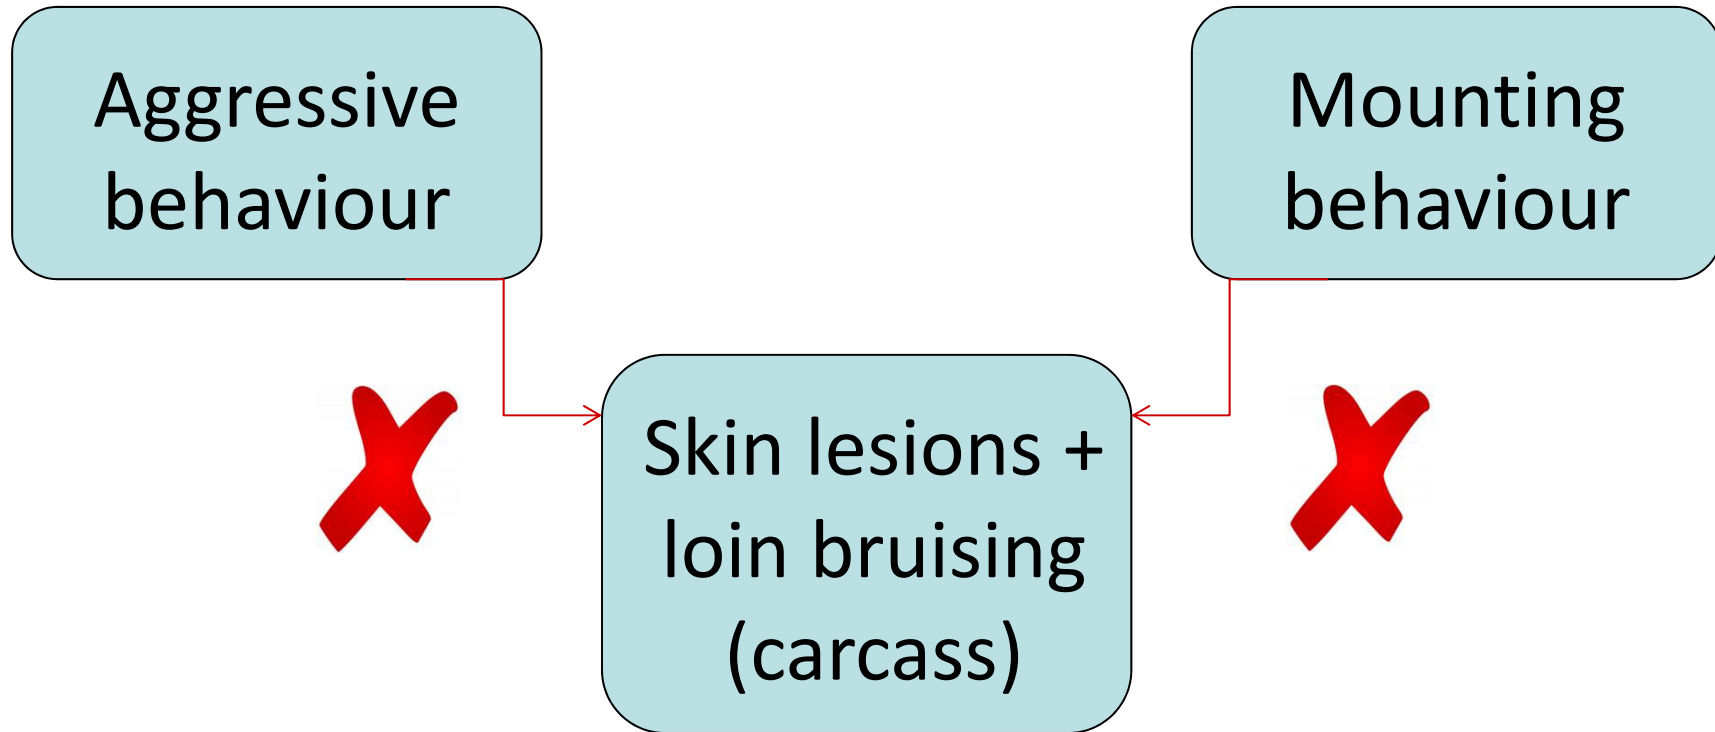 Aggressive
behaviour
Mounting
behaviour
Skin lesions +
loin bruising
(carcass)